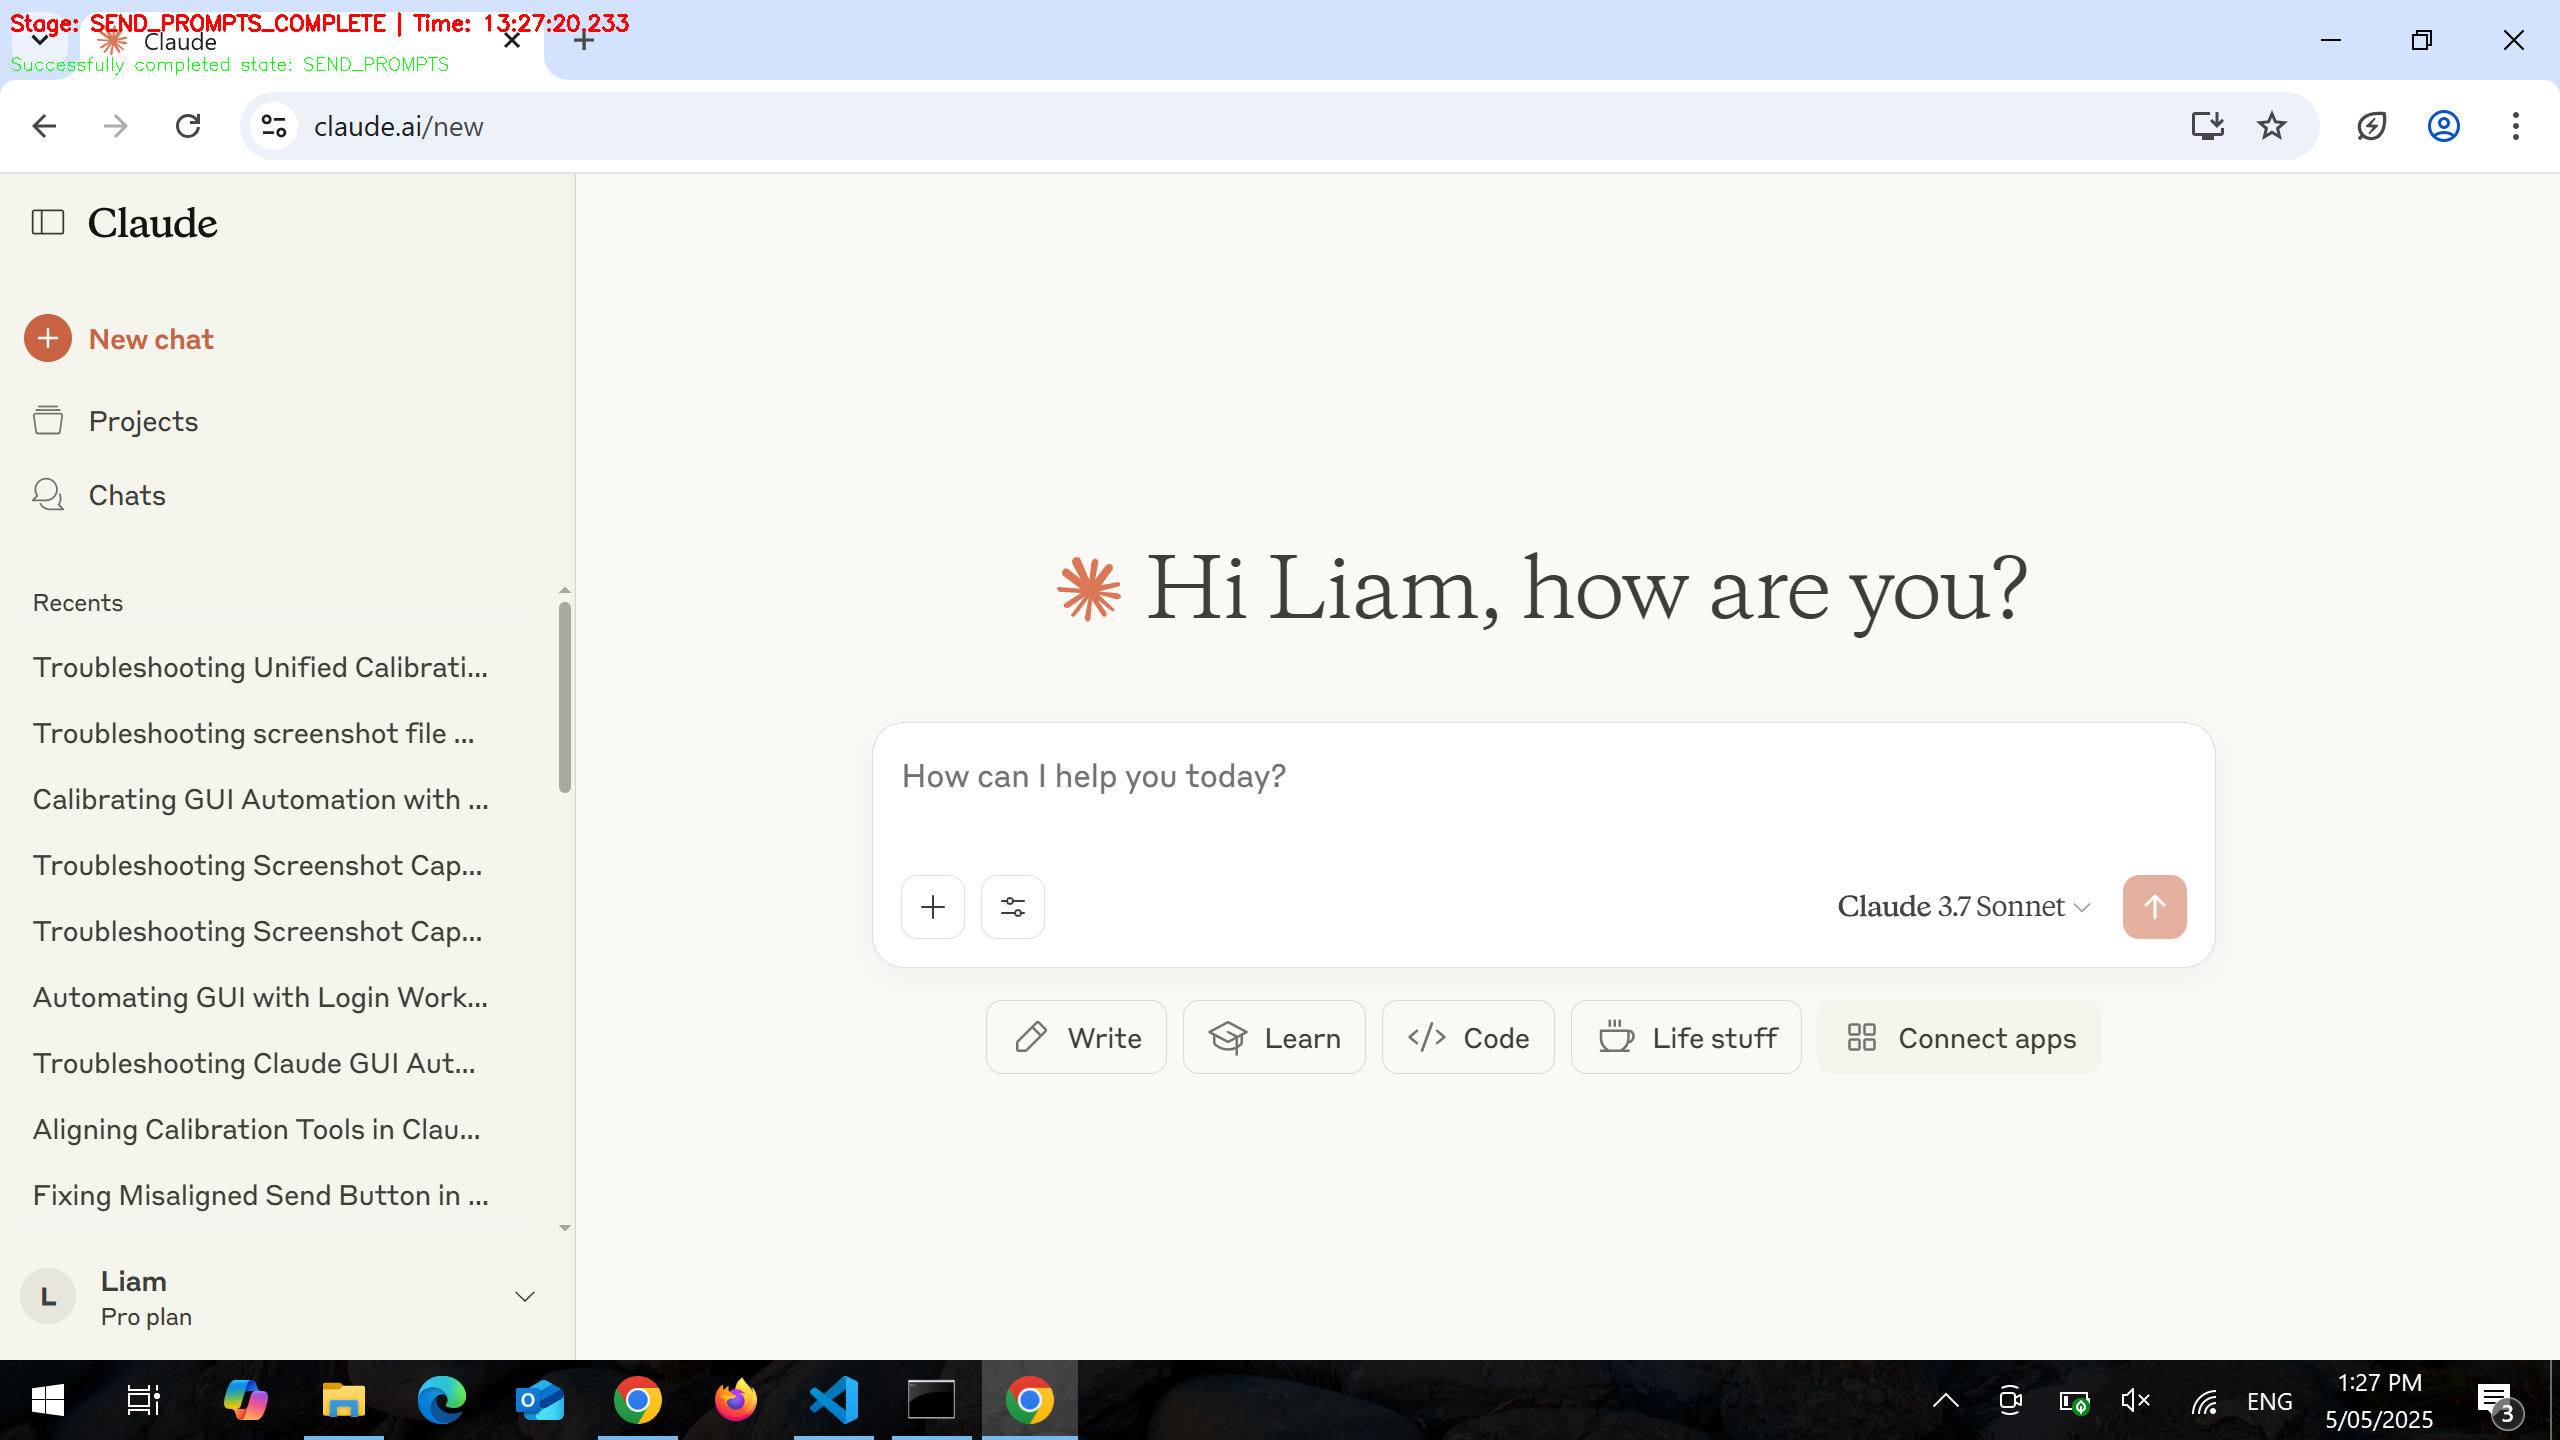 Stage: SEND_PROMPTS_COMPLETE | Time: 13:27:20,233
Claude
Successfully completed state: SEND_PROMPTS
claude.ai/new
Claude
New chat
Projects
Chats
Recents
Troubleshooting Unified Calibrati...
Troubleshooting screenshot file ...
Calibrating GUI Automation with ...
Troubleshooting Screenshot Cap...
Troubleshooting Screenshot Cap...
Automating GUI with Login Work...
Troubleshooting Claude GUI Aut...
Aligning Calibration Tools in Clau...
Fixing Misaligned Send Button in ...
L
Liam
Pro plan
Hi Liam, how are you?
How can I help you today?
Claude 3.7 Sonnet
Write
Learn
Code
Life stuff
Connect apps
ENG
1:27 PM
5/05/2025
3